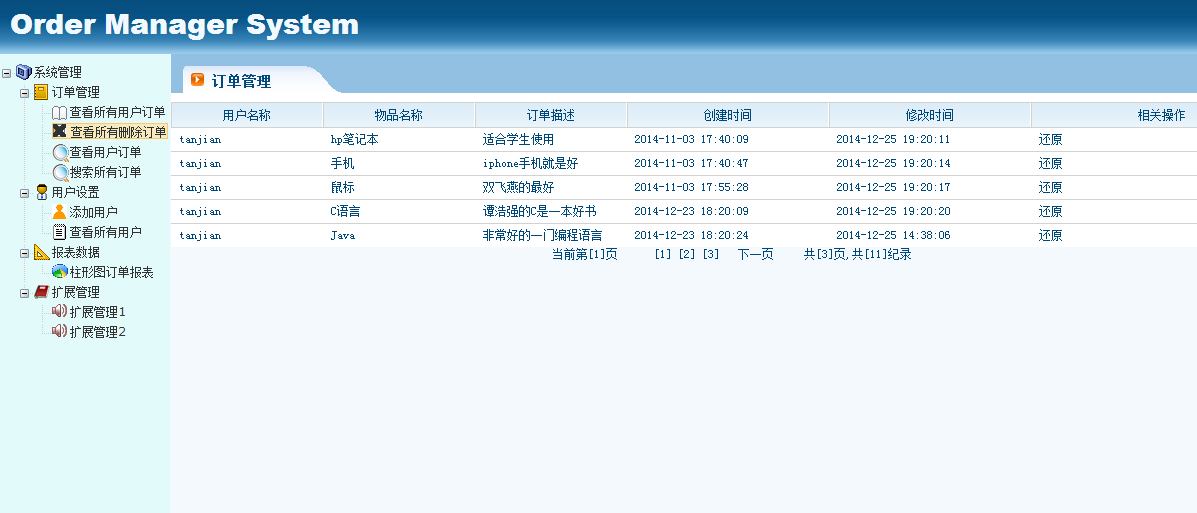 Order Manager System
系统管理
订单管理
查看所有用户订单
查看所有删除订单
查看用户订单
搜索所有订单
用户设置
添加用户
查看所有用户
报表数据
柱形图订单报表
扩展管理
扩展管理1
扩展管理2
订单管理
用户名称 物品名称 订单描述 创建时间 修改时间 相关操作
tanjian hp笔记本 适合学生使用 2014-11-03 17:40:09 2014-12-25 19:20:11 还原
tanjian 手机 iphone手机就是好 2014-11-03 17:40:47 2014-12-25 19:20:14 还原
tanjian 鼠标 双飞燕的最好 2014-11-03 17:55:28 2014-12-25 19:20:17 还原
tanjian C语言 谭浩强的C是一本好书 2014-12-23 18:20:09 2014-12-25 19:20:20 还原
tanjian Java 非常好的一门编程语言 2014-12-23 18:20:24 2014-12-25 14:38:06 还原
当前第[1]页 [1] [2] [3] 下一页 共[3]页,共[11]纪录